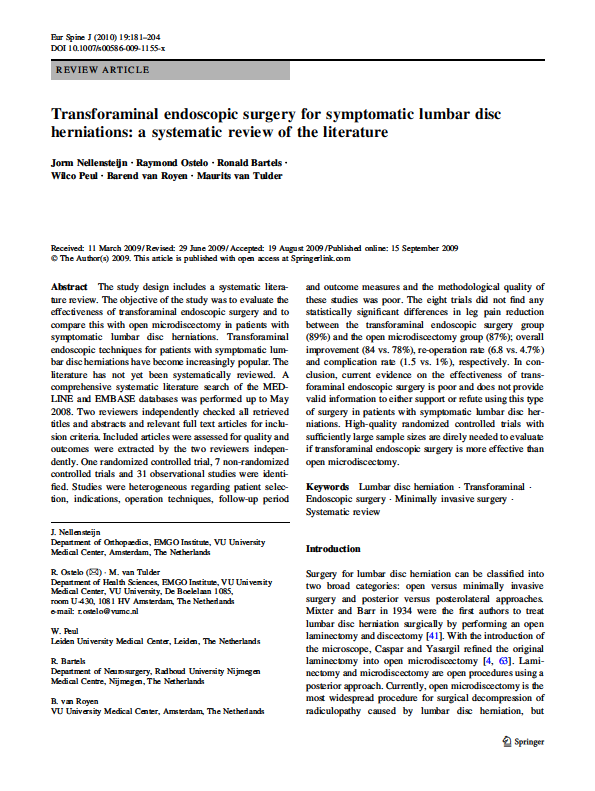 Eur Spine J (2010) 19:181–204
DOI 10.1007/s00586-009-1155-x
REVIEW ARTICLE
Transforaminal endoscopic surgery for symptomatic lumbar disc
herniations: a systematic review of the literature
Jorm Nellensteijn · Raymond Ostelo · Ronald Bartels ·
Wilco Peul · Barend van Royen · Maurits van Tulder
Received: 11 March 2009 / Revised: 29 June 2009 / Accepted: 19 August 2009 / Published online: 15 September 2009
© The Author(s) 2009. This article is published with open access at Springerlink.com
Abstract The study design includes a systematic litera-
ture review. The objective of the study was to evaluate the
effectiveness of transforaminal endoscopic surgery and to
compare this with open microdiscectomy in patients with
symptomatic lumbar disc herniations. Transforaminal
endoscopic techniques for patients with symptomatic lum-
bar disc herniations have become increasingly popular. The
literature has not yet been systematically reviewed. A
comprehensive systematic literature search of the MED-
LINE and EMBASE databases was performed up to May
2008. Two reviewers independently checked all retrieved
titles and abstracts and relevant full text articles for inclu-
sion criteria. Included articles were assessed for quality and
outcomes were extracted by the two reviewers indepen-
dently. One randomized controlled trial, 7 non-randomized
controlled trials and 31 observational studies were identi-
fied. Studies were heterogeneous regarding patient selec-
tion, indications, operation techniques, follow-up period
and outcome measures and the methodological quality of
these studies was poor. The eight trials did not find any
statistically significant differences in leg pain reduction
between the transforaminal endoscopic surgery group
(89%) and the open microdiscectomy group (87%); overall
improvement (84 vs. 78%), re-operation rate (6.8 vs. 4.7%)
and complication rate (1.5 vs. 1%), respectively. In con-
clusion, current evidence on the effectiveness of trans-
foraminal endoscopic surgery is poor and does not provide
valid information to either support or refute using this type
of surgery in patients with symptomatic lumbar disc her-
niations. High-quality randomized controlled trials with
sufficiently large sample sizes are direly needed to evaluate
if transforaminal endoscopic surgery is more effective than
open microdiscectomy.
Keywords Lumbar disc herniation · Transforaminal ·
Endoscopic surgery · Minimally invasive surgery ·
Systematic review
Introduction
Surgery for lumbar disc herniation can be classified into
two broad categories: open versus minimally invasive
surgery and posterior versus posterolateral approaches.
Mixter and Barr in 1934 were the first authors to treat
lumbar disc herniation surgically by performing an open
laminectomy and discectomy [41]. With the introduction of
the microscope, Caspar and Yasargil refined the original
laminectomy into open microdiscectomy [4, 63]. Lami-
nectomy and microdiscectomy are open procedures using a
posterior approach. Currently, open microdiscectomy is the
most widespread procedure for surgical decompression of
radiculopathy caused by lumbar disc herniation, but
J. Nellensteijn
Department of Orthopaedics, EMGO Institute, VU University
Medical Center, Amsterdam, The Netherlands
R. Ostelo (✉) · M. van Tulder
Department of Health Sciences, EMGO Institute, VU University
Medical Center, VU University, De Boelelaan 1085,
room U-430, 1081 HV Amsterdam, The Netherlands
e-mail: r.ostelo@vumc.nl
W. Peul
Leiden University Medical Center, Leiden, The Netherlands
R. Bartels
Department of Neurosurgery, Radboud University Nijmegen
Medical Centre, Nijmegen, The Netherlands
B. van Royen
VU University Medical Center, Amsterdam, The Netherlands
Springer